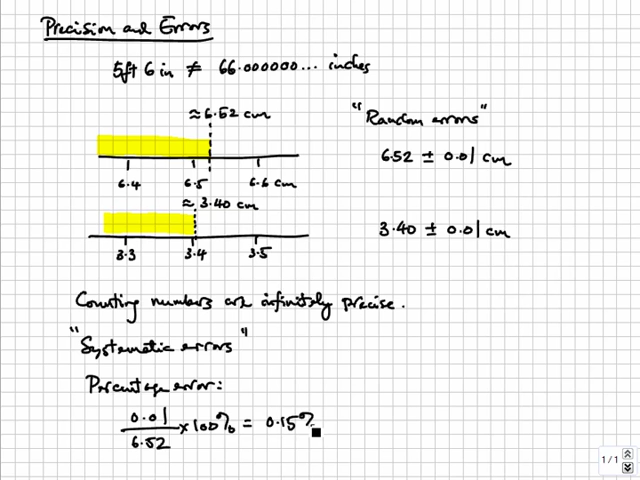 Precision and Errors
5ft 6 in ≠ 66.000000... inches
≈ 6.52 cm
"Random errors"
6.52 ± 0.01 cm
6.4 6.5 6.6 cm
≈ 3.40 cm
3.40 ± 0.01 cm
3.3 3.4 3.5
Counting numbers are infinitely precise.
"Systematic errors"
Percentage error:
0.01
6.52
× 100% = 0.15%
1 / 1